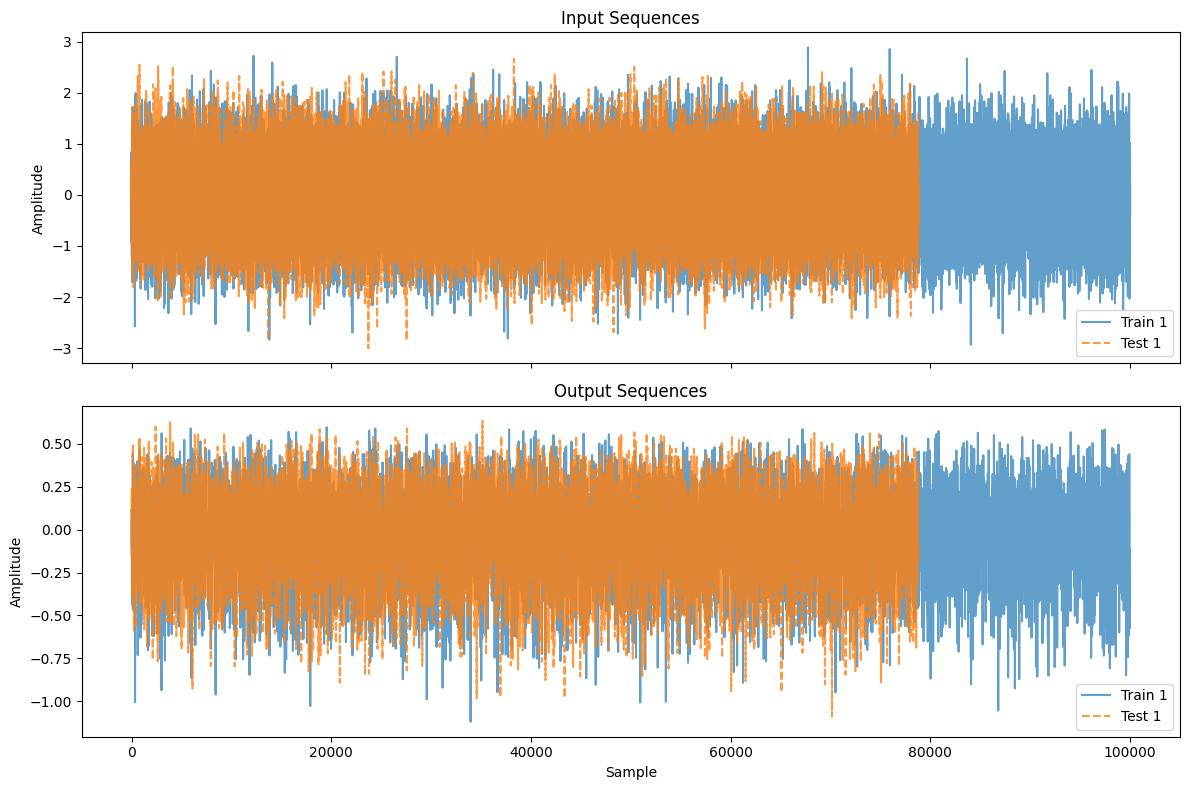 Input Sequences
Amplitude
3
2
1
0
−1
−2
−3
Train 1
Test 1
Output Sequences
Amplitude
0.50
0.25
0.00
−0.25
−0.50
−0.75
−1.00
Train 1
Test 1
0 20000 40000 60000 80000 100000
Sample